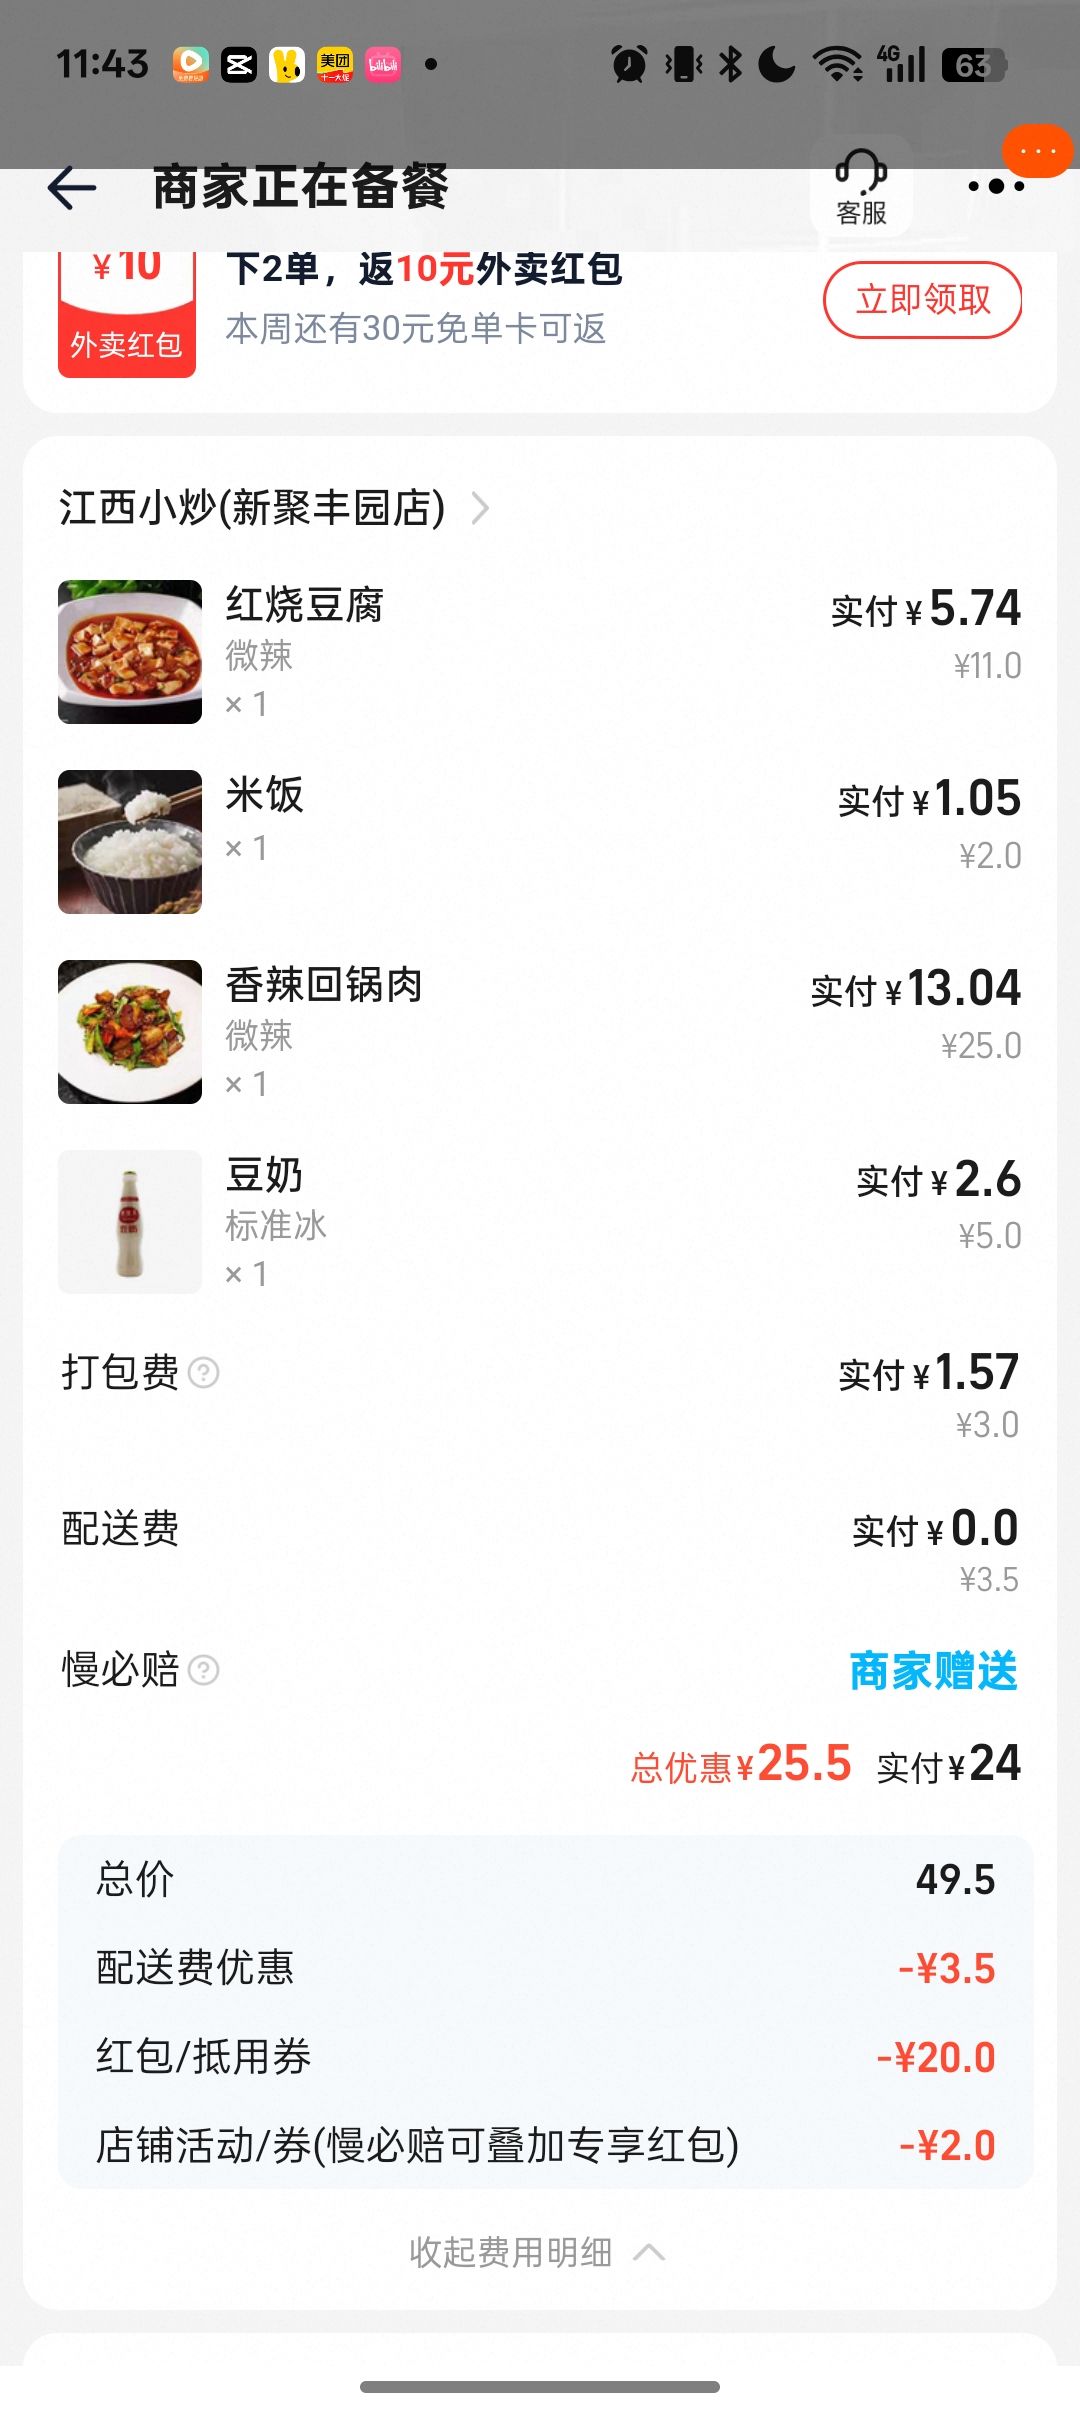 11:43
美团
十一大促
bilibili
4G
63
商家正在备餐
客服
¥10
外卖红包
下2单，返10元外卖红包
本周还有30元免单卡可返
立即领取
江西小炒(新聚丰园店)
红烧豆腐
微辣
× 1
实付¥5.74
¥11.0
米饭
× 1
实付¥1.05
¥2.0
香辣回锅肉
微辣
× 1
实付¥13.04
¥25.0
豆奶
标准冰
× 1
实付¥2.6
¥5.0
打包费
实付¥1.57
¥3.0
配送费
实付¥0.0
¥3.5
慢必赔
商家赠送
总优惠¥25.5 实付¥24
总价 49.5
配送费优惠 -¥3.5
红包/抵用券 -¥20.0
店铺活动/券(慢必赔可叠加专享红包) -¥2.0
收起费用明细